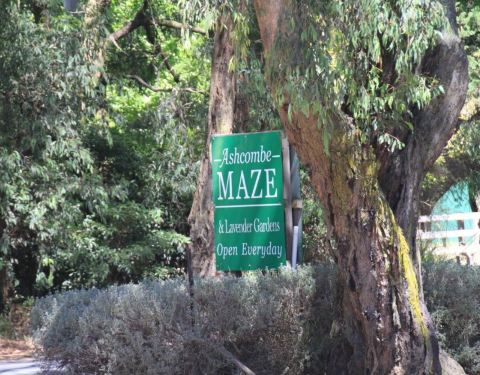 Ashcombe
MAZE
& Lavender Gardens
Open Everyday